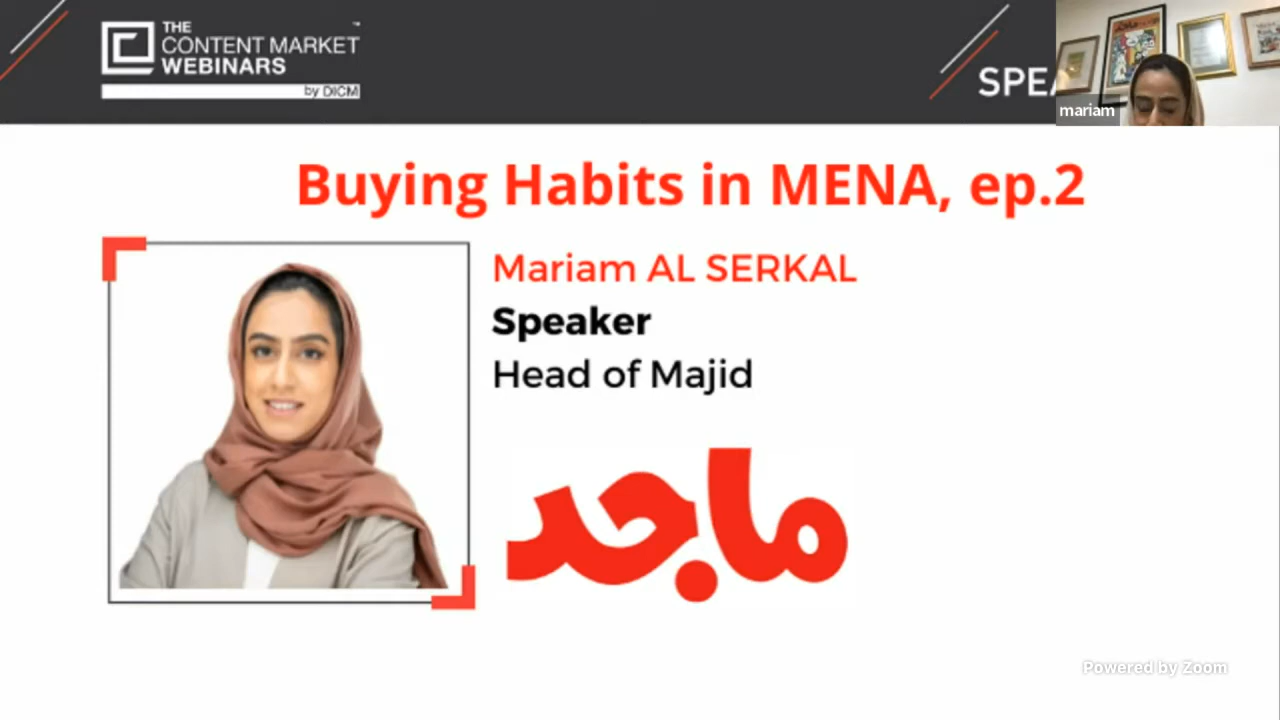 THE
CONTENT MARKET
WEBINARS
™
by DICM
SPEA
mariam
Buying Habits in MENA, ep.2
Mariam AL SERKAL
Speaker
Head of Majid
ماجد
Powered by Zoom